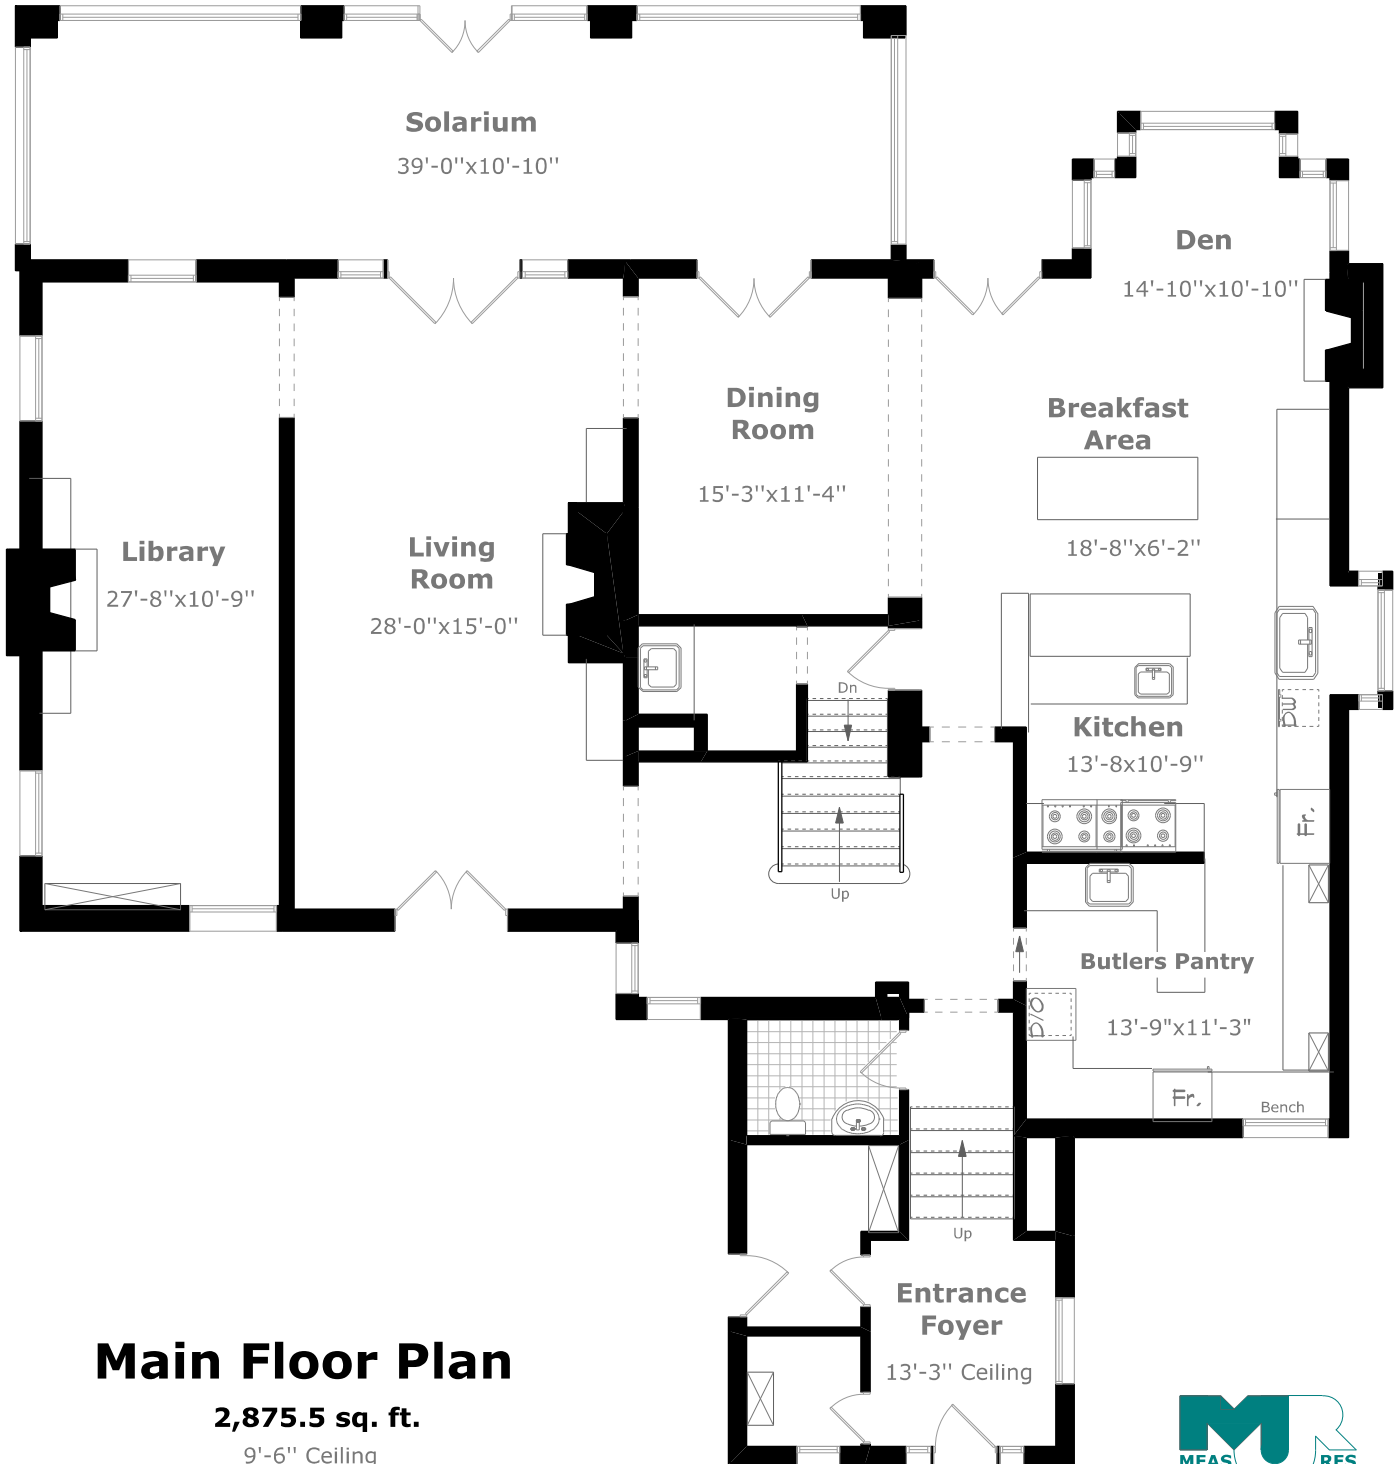 Solarium
39'-0''x10'-10''
Den
14'-10''x10'-10''
Dining
Room
15'-3''x11'-4''
Breakfast
Area
18'-8''x6'-2''
Library
27'-8''x10'-9''
Living
Room
28'-0''x15'-0''
Dn
Kitchen
13'-8x10'-9''
DW
Fr.
Up
Butlers Pantry
13'-9"x11'-3"
D/O
Fr.
Bench
Up
Entrance
Foyer
13'-3'' Ceiling
Main Floor Plan
2,875.5 sq. ft.
9'-6'' Ceiling
MEAS RES